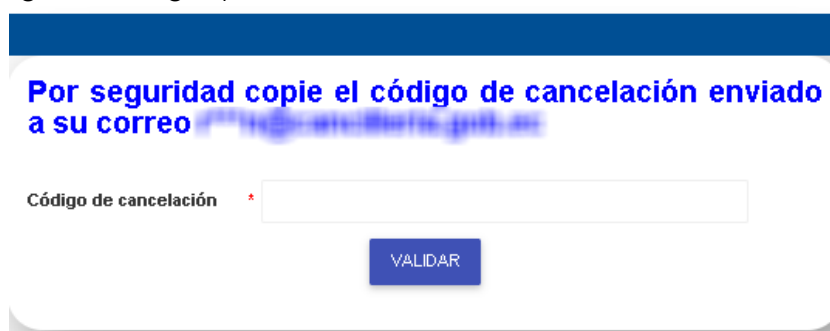 Por seguridad copie el código de cancelación enviado
a su correo
Código de cancelación *
VALIDAR